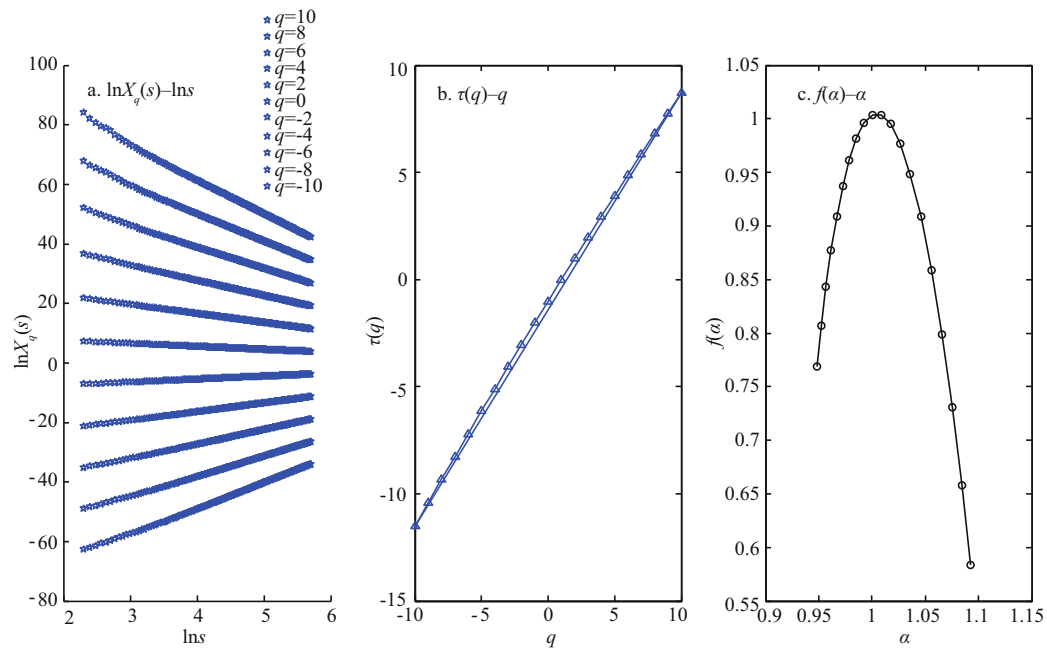 q=10
q=8
q=6
q=4
q=2
q=0
q=-2
q=-4
q=-6
q=-8
q=-10
a. lnXq(s)–lns
100
80
60
40
20
0
-20
-40
-60
-80
lnXq(s)
2
3
4
5
6
lns
b. τ(q)–q
10
5
0
-5
-10
-15
τ(q)
-10
-5
0
5
10
q
c. f(α)–α
1.05
1
0.95
0.9
0.85
0.8
0.75
0.7
0.65
0.6
0.55
f(α)
0.9
0.95
1
1.05
1.1
1.15
α